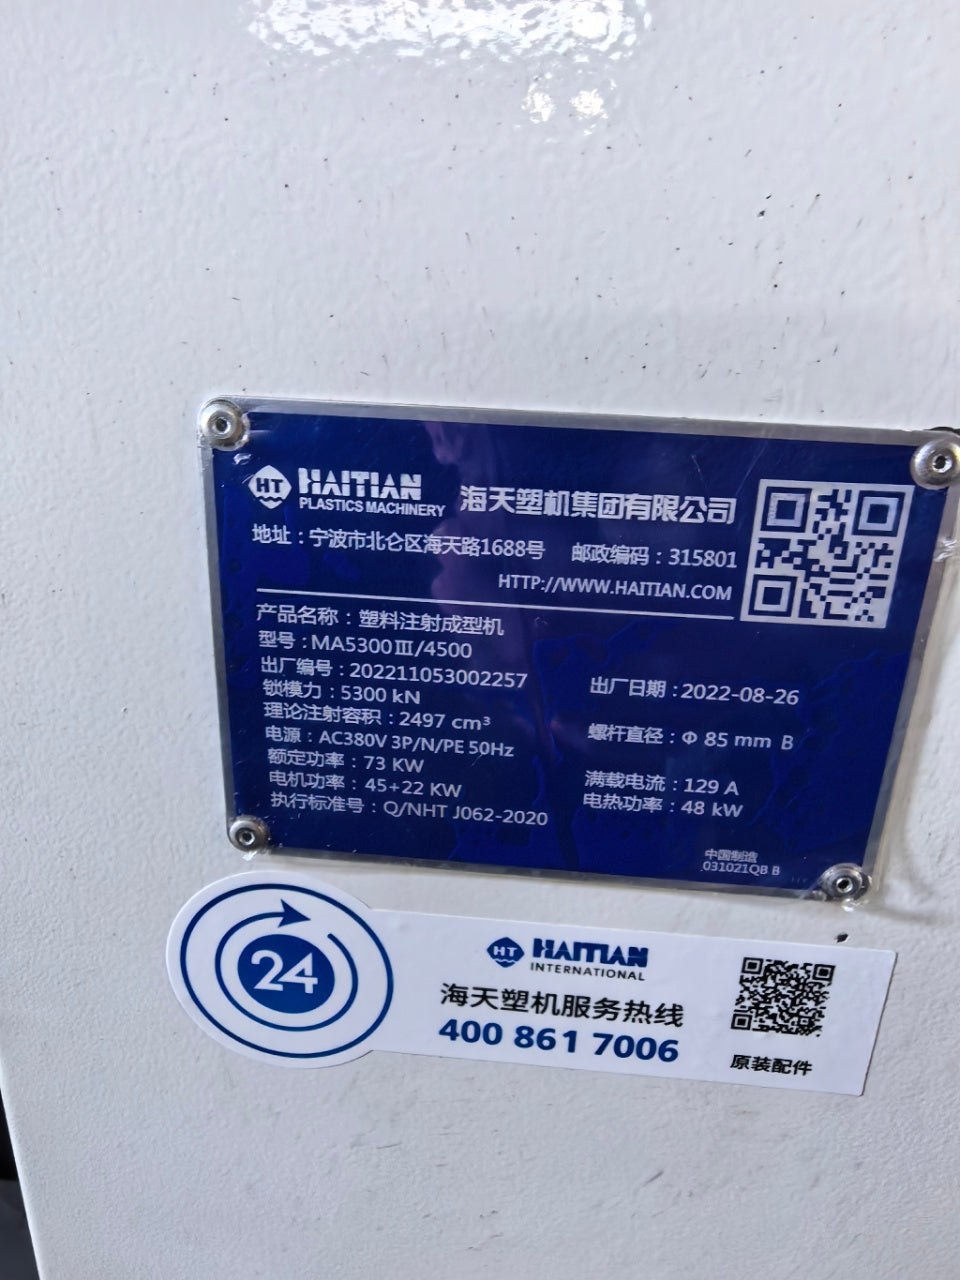 HT HAITIAN
PLASTICS MACHINERY
海天塑机集团有限公司
地址：宁波市北仑区海天路1688号 邮政编码：315801
HTTP://WWW.HAITIAN.COM
产品名称：塑料注射成型机
型号：MA5300Ⅲ/4500
出厂编号：202211053002257 出厂日期：2022-08-26
锁模力：5300 kN
理论注射容积：2497 cm³ 螺杆直径：Φ 85 mm B
电源：AC380V 3P/N/PE 50Hz
额定功率：73 KW 满载电流：129 A
电机功率：45+22 KW 电热功率：48 kW
执行标准号：Q/NHT J062-2020
中国制造
031021QB B
24
HT HAITIAN
INTERNATIONAL
海天塑机服务热线
400 861 7006
原装配件